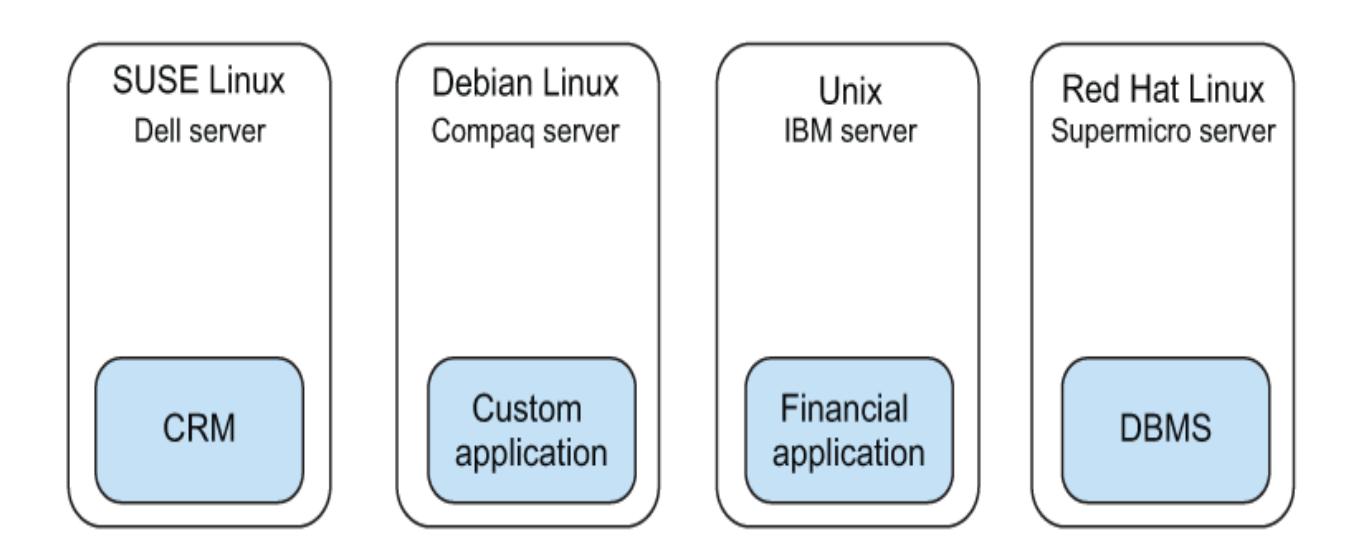 SUSE Linux
Dell server
CRM
Debian Linux
Compaq server
Custom
application
Unix
IBM server
Financial
application
Red Hat Linux
Supermicro server
DBMS